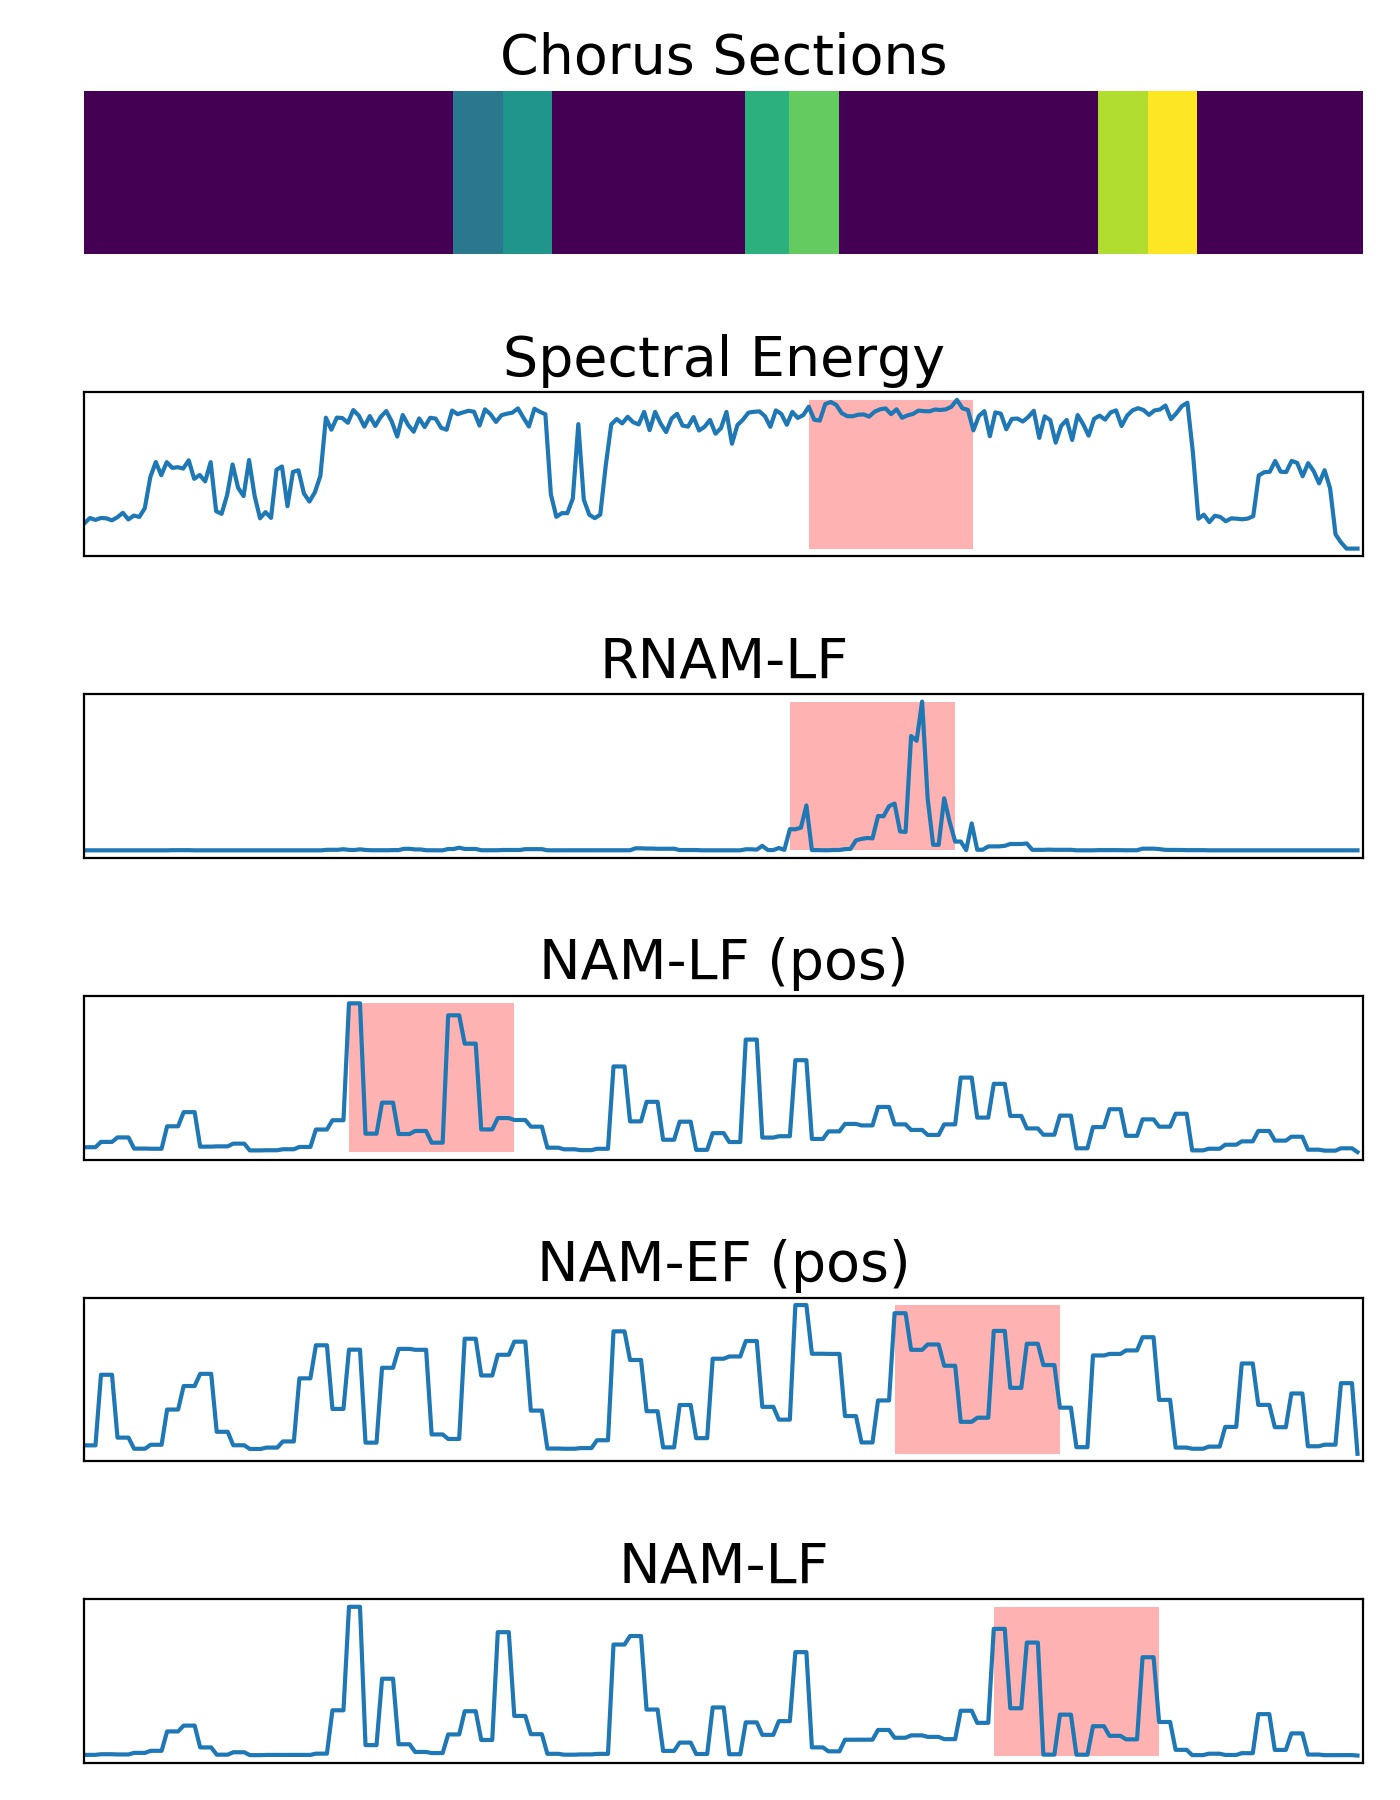 Chorus Sections
Spectral Energy
RNAM-LF
NAM-LF (pos)
NAM-EF (pos)
NAM-LF